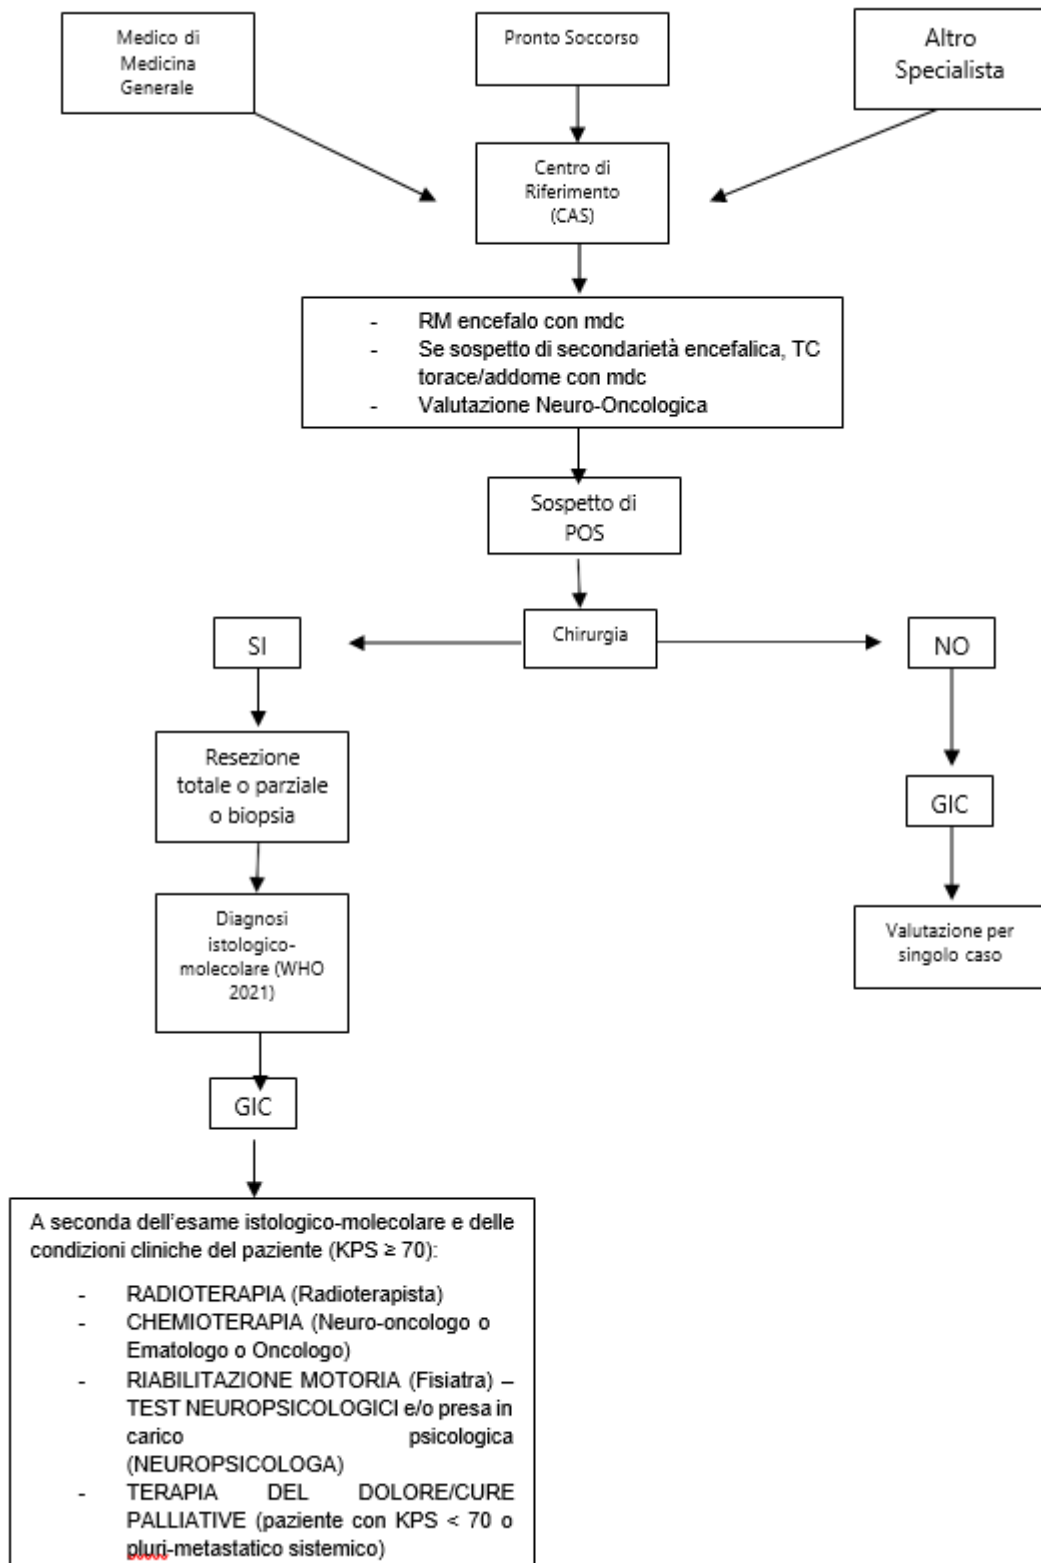 Medico di
Medicina
Generale
Pronto Soccorso
Altro
Specialista
Centro di
Riferimento
(CAS)
- RM encefalo con mdc
- Se sospetto di secondarietà encefalica, TC
torace/addome con mdc
- Valutazione Neuro-Oncologica
Sospetto di
POS
Chirurgia
SI
NO
Resezione
totale o parziale
o biopsia
GIC
Diagnosi
istologico-
molecolare (WHO
2021)
Valutazione per
singolo caso
GIC
A seconda dell'esame istologico-molecolare e delle
condizioni cliniche del paziente (KPS ≥ 70):
- RADIOTERAPIA (Radioterapista)
- CHEMIOTERAPIA (Neuro-oncologo o
Ematologo o Oncologo)
- RIABILITAZIONE MOTORIA (Fisiatra) –
TEST NEUROPSICOLOGICI e/o presa in
carico psicologica
(NEUROPSICOLOGA)
- TERAPIA DEL DOLORE/CURE
PALLIATIVE (paziente con KPS < 70 o
pluri-metastatico sistemico)